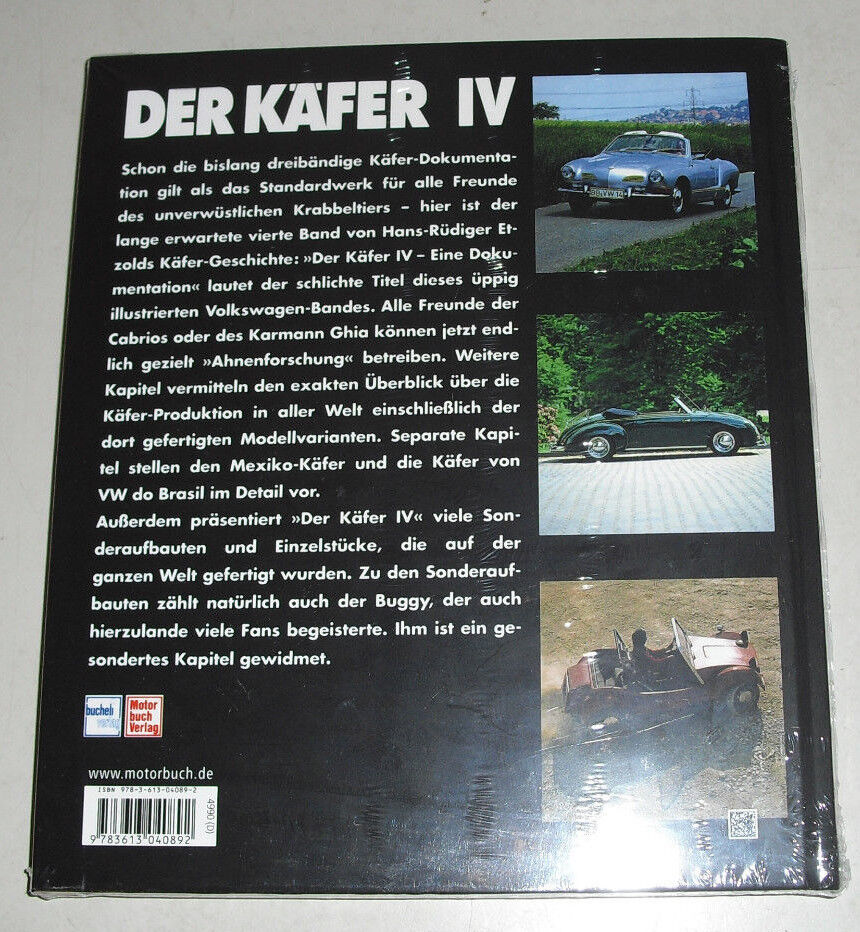 DER KÄFER IV
Schon die bislang dreibändige Käfer-Dokumenta-
tion gilt als das Standardwerk für alle Freunde
des unverwüstlichen Krabbeltiers – hier ist der
lange erwartete vierte Band von Hans-Rüdiger Et-
zolds Käfer-Geschichte: »Der Käfer IV – Eine Doku-
mentation« lautet der schlichte Titel dieses üppig
illustrierten Volkswagen-Bandes. Alle Freunde der
Cabrios oder des Karmann Ghia können jetzt end-
lich gezielt »Ahnenforschung« betreiben. Weitere
Kapitel vermitteln den exakten Überblick über die
Käfer-Produktion in aller Welt einschließlich der
dort gefertigten Modellvarianten. Separate Kapi-
tel stellen den Mexiko-Käfer und die Käfer von
VW do Brasil im Detail vor.
Außerdem präsentiert »Der Käfer IV« viele Son-
deraufbauten und Einzelstücke, die auf der
ganzen Welt gefertigt wurden. Zu den Sonderauf-
bauten zählt natürlich auch der Buggy, der auch
hierzulande viele Fans begeisterte. Ihm ist ein ge-
sondertes Kapitel gewidmet.
bucheli
verlag
Motor
buch
Verlag
www.motorbuch.de
ISBN 978-3-613-04089-2
9 783613 040892
4990 (D)